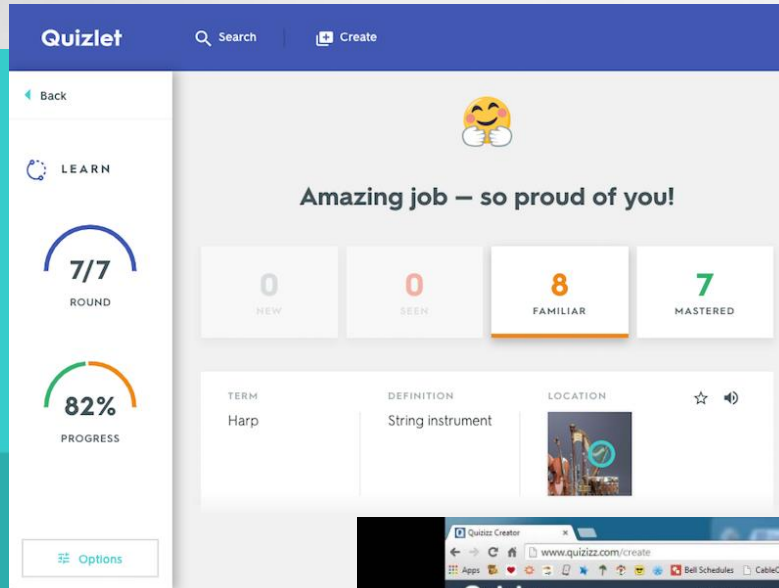 Quizlet
Search
Create
Back
LEARN
7/7
ROUND
82%
PROGRESS
Options
Amazing job – so proud of you!
0
NEW
0
SEEN
8
FAMILIAR
7
MASTERED
TERM
Harp
DEFINITION
String instrument
LOCATION
Quizizz Creator
www.quizizz.com/create
Apps
Bell Schedules